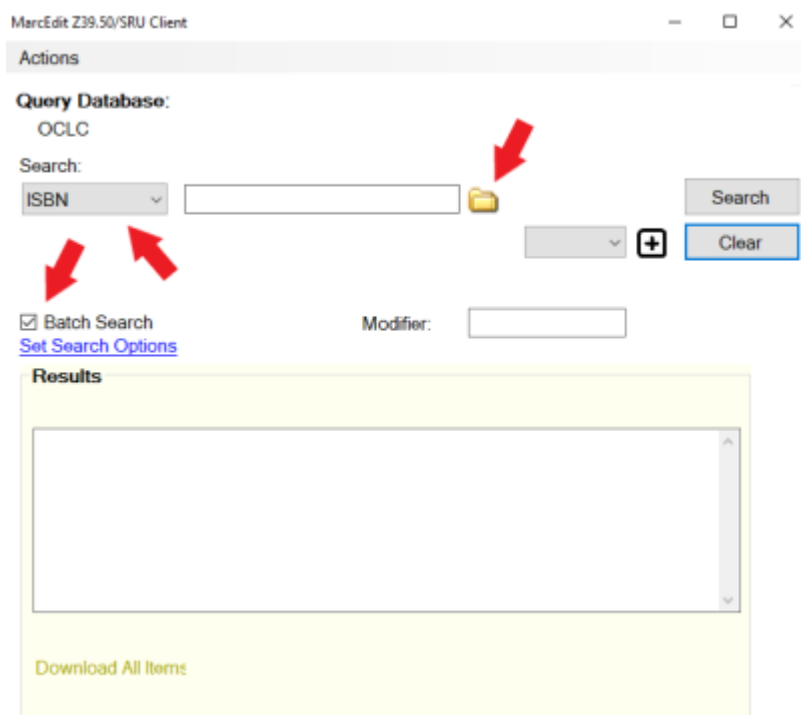 MarcEdit Z39.50/SRU Client
Actions
Query Database:
OCLC
Search:
ISBN
Search
Clear
Batch Search
Modifier:
Set Search Options
Results
Download All Items